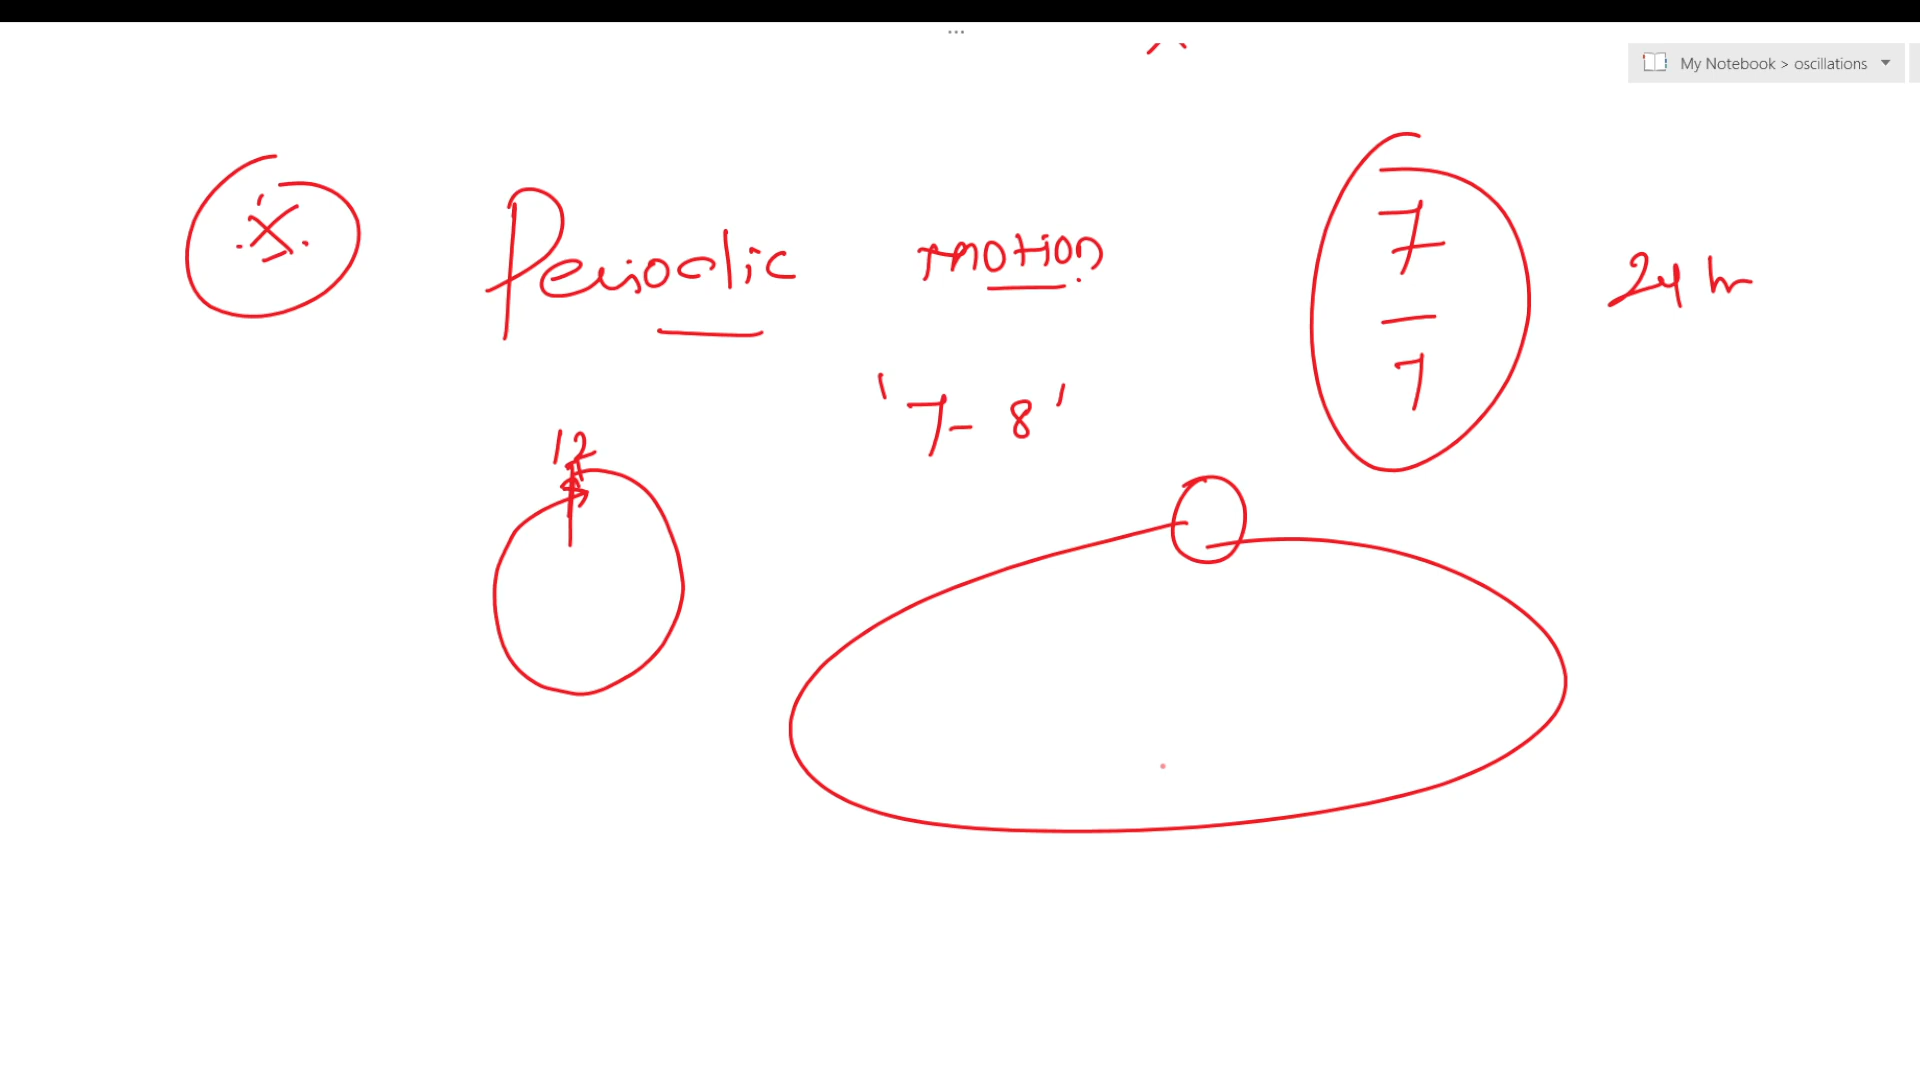 ...
My Notebook > oscillations
Periodic motion
7
—
7
24 hr
'7-8'
12